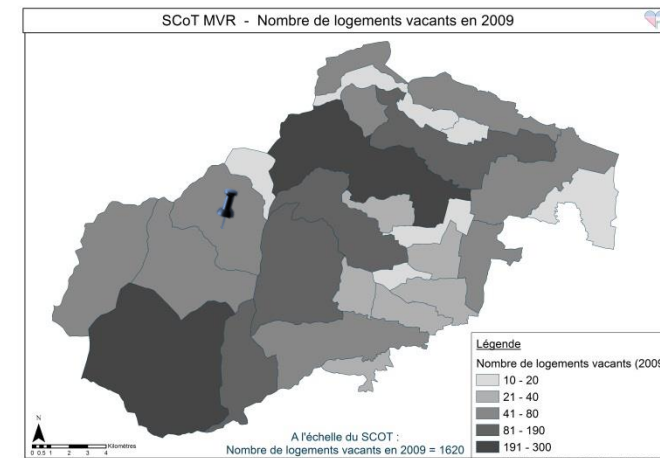 SCoT MVR - Nombre de logements vacants en 2009
Légende
Nombre de logements vacants (2009
10 - 20
21 - 40
41 - 80
81 - 190
191 - 300
N
0 0.5 1 2 3 4
Kilomètres
A l'échelle du SCOT :
Nombre de logements vacants en 2009 = 1620